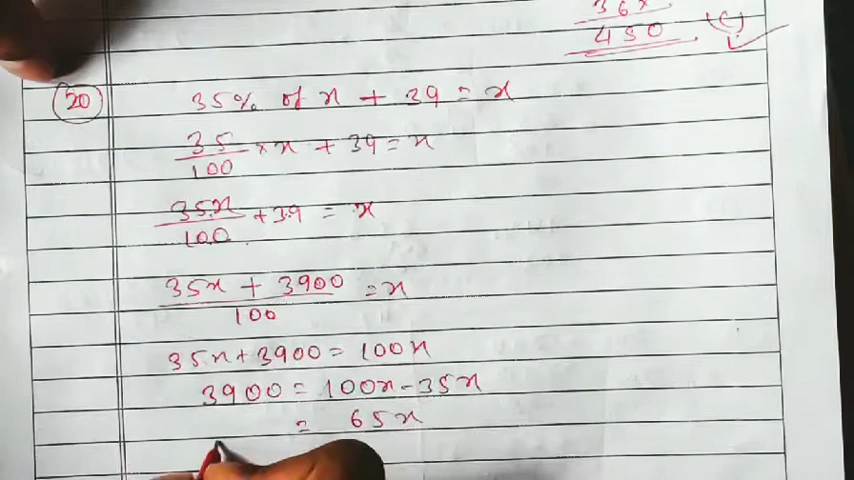 36x
450 (C)
20 35% of x + 39 = x
35/100 × x + 39 = x
35x/100 + 39 = x
35x + 3900/100 = x
35x + 3900 = 100x
3900 = 100x - 35x
= 65x